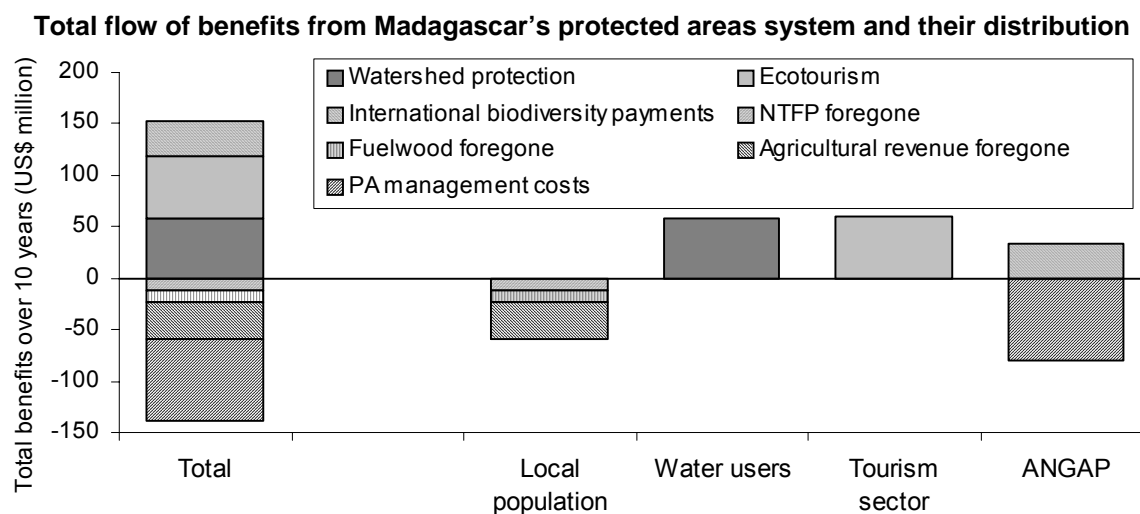 Total flow of benefits from Madagascar's protected areas system and their distribution
Total benefits over 10 years (US$ million)
200
150
100
50
0
-50
-100
-150
Watershed protection
Ecotourism
International biodiversity payments
NTFP foregone
Fuelwood foregone
Agricultural revenue foregone
PA management costs
Total
Local
population
Water users
Tourism
sector
ANGAP